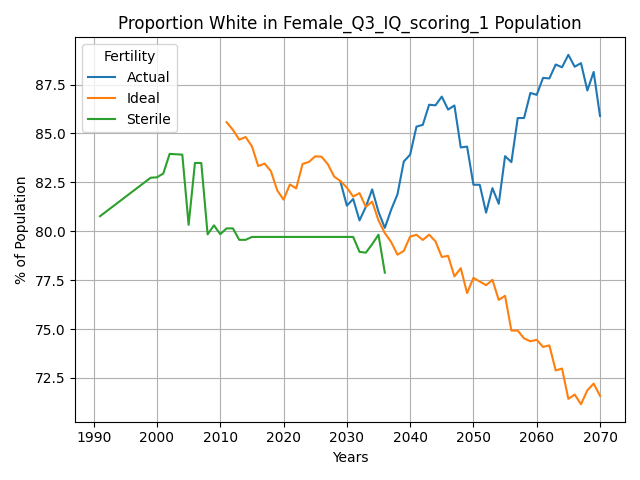 Proportion White in Female_Q3_IQ_scoring_1 Population
Fertility
Actual
Ideal
Sterile
% of Population
87.5
85.0
82.5
80.0
77.5
75.0
72.5
1990 2000 2010 2020 2030 2040 2050 2060 2070
Years